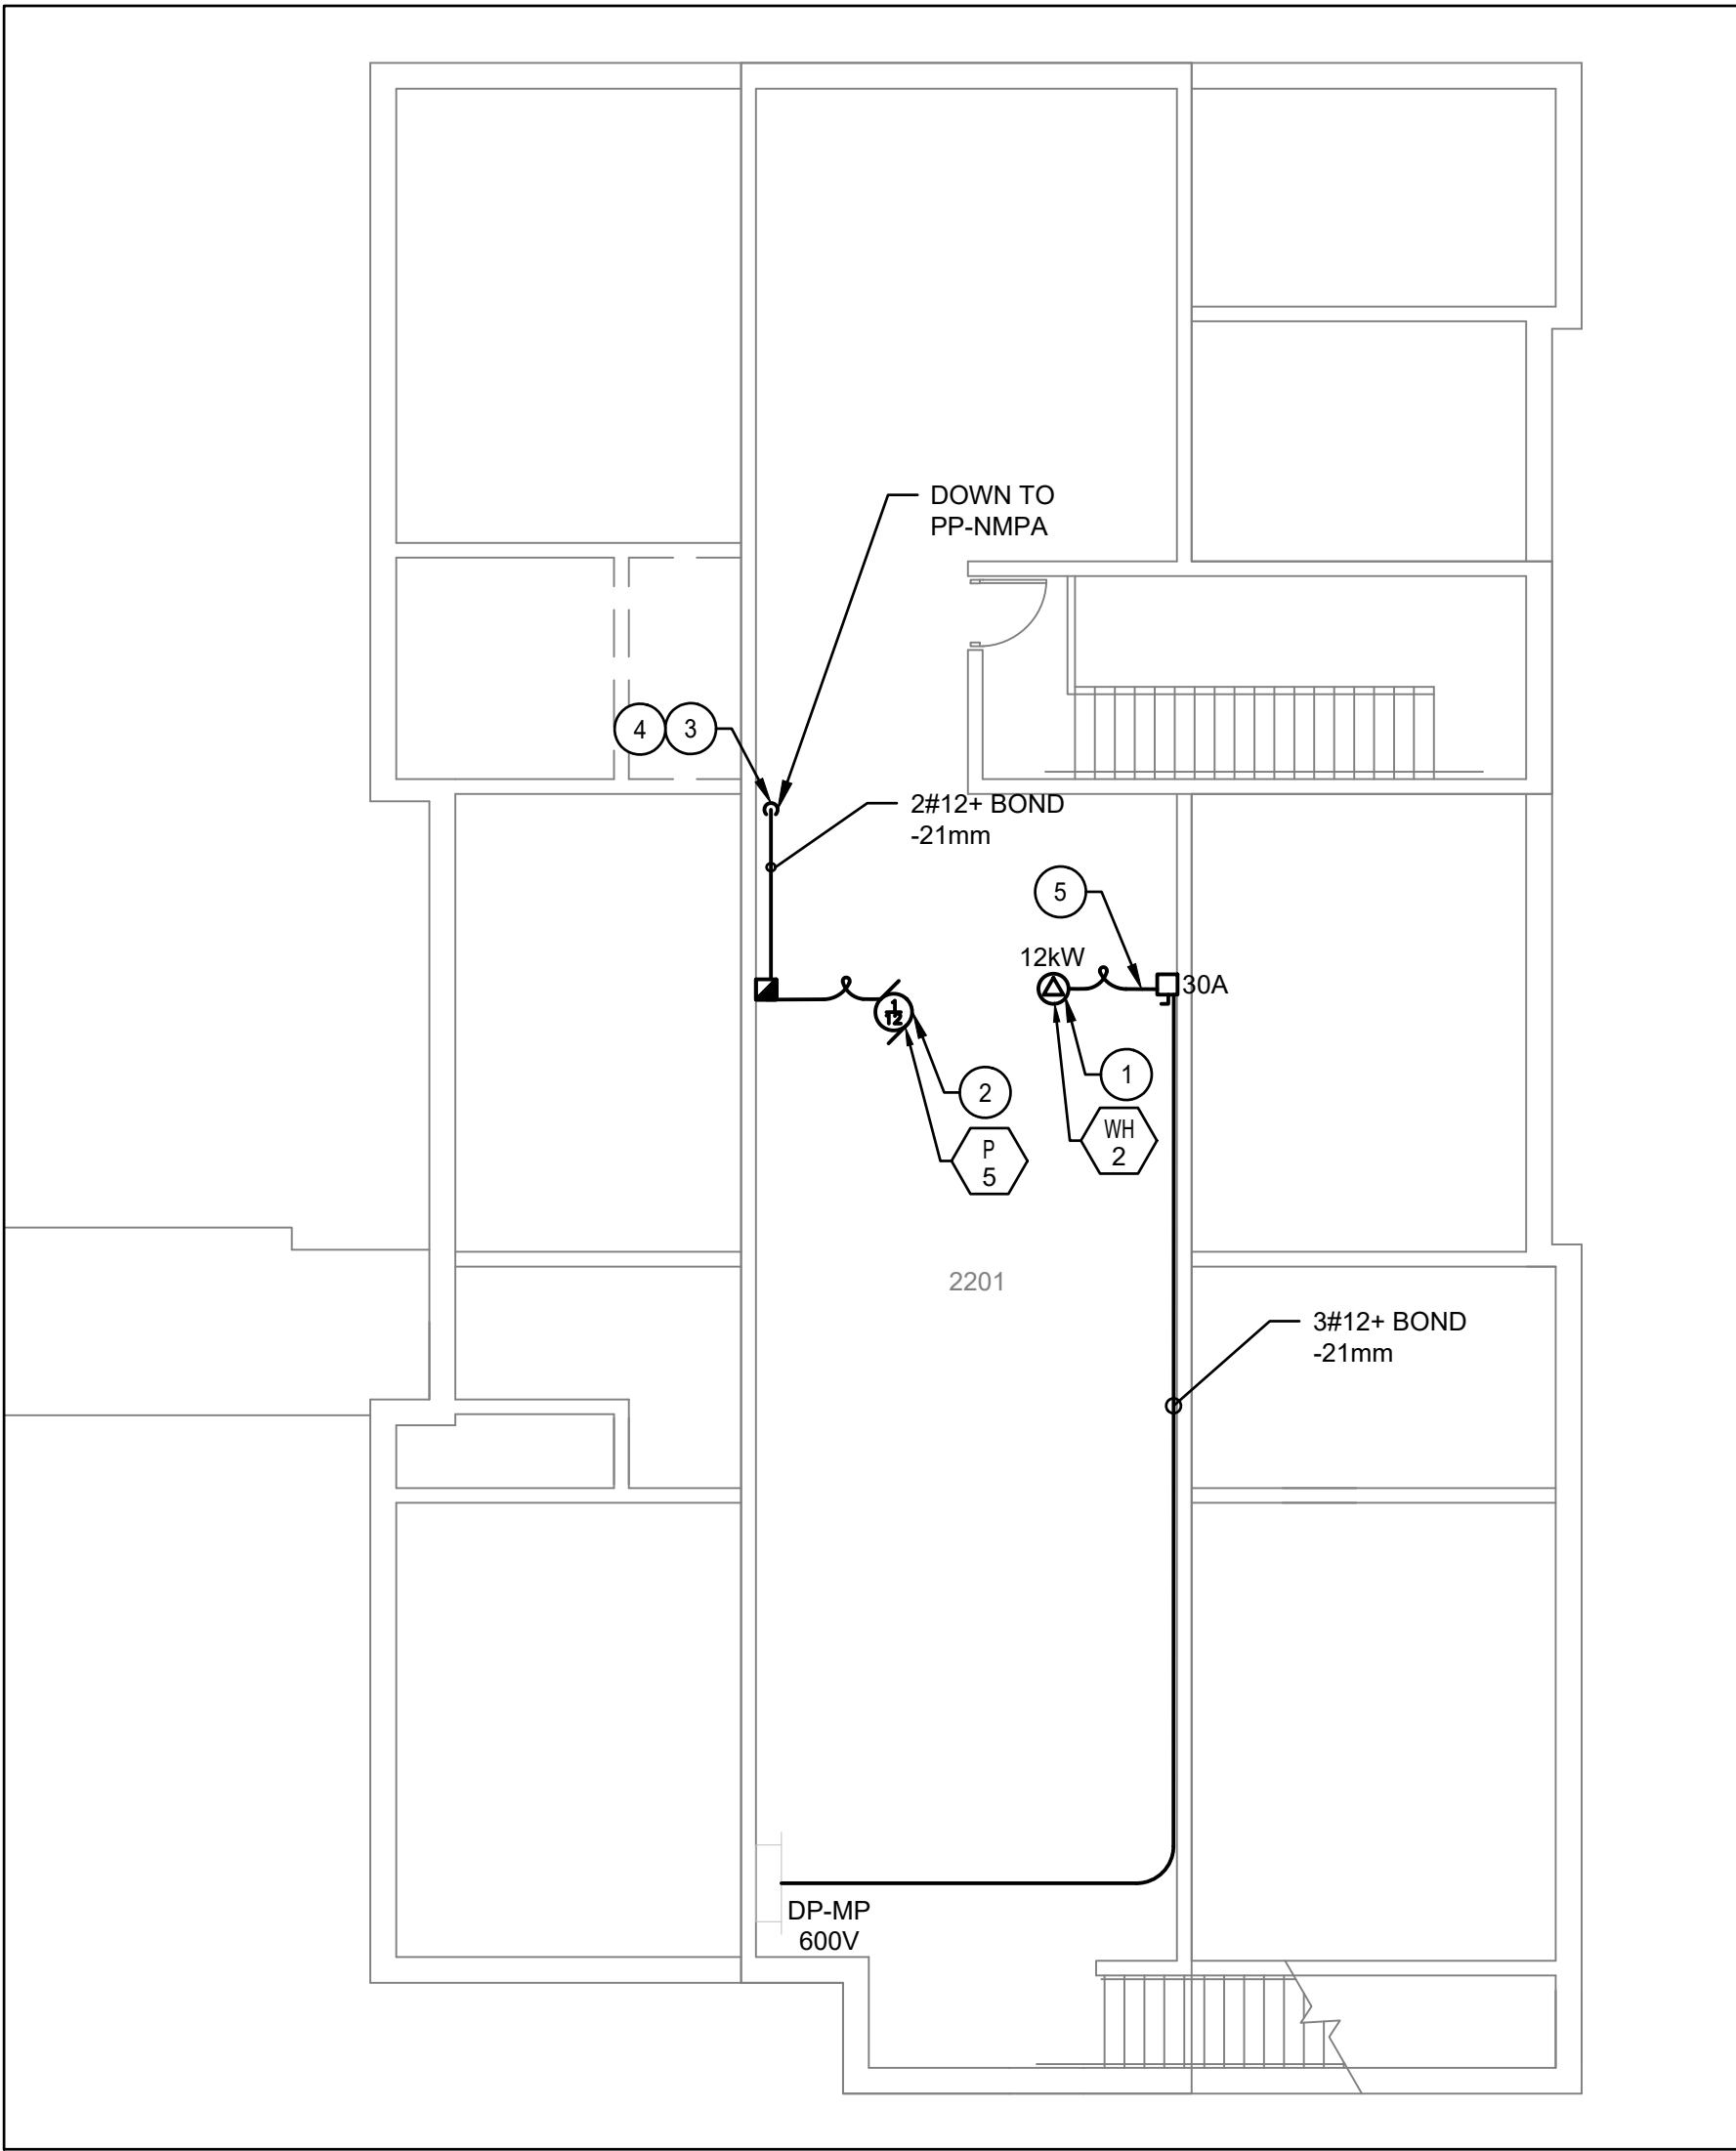 DOWN TO
PP-NMPA
4
3
2#12+ BOND
-21mm
5
12kW
30A
1
12
2
1
P
5
WH
2
2201
3#12+ BOND
-21mm
DP-MP
600V